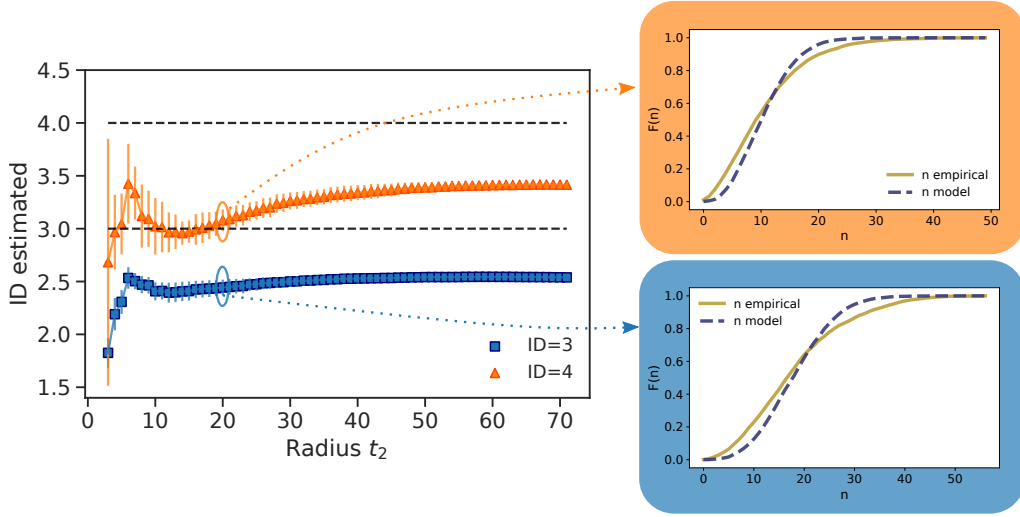 4.5
4.0
3.5
3.0
2.5
2.0
1.5
ID estimated
0 10 20 30 40 50 60 70
Radius t₂
ID=3
ID=4
1.0
0.8
0.6
0.4
0.2
0.0
F(n)
n empirical
n model
0 10 20 30 40 50
n
1.0
0.8
0.6
0.4
0.2
0.0
F(n)
n empirical
n model
0 10 20 30 40 50
n